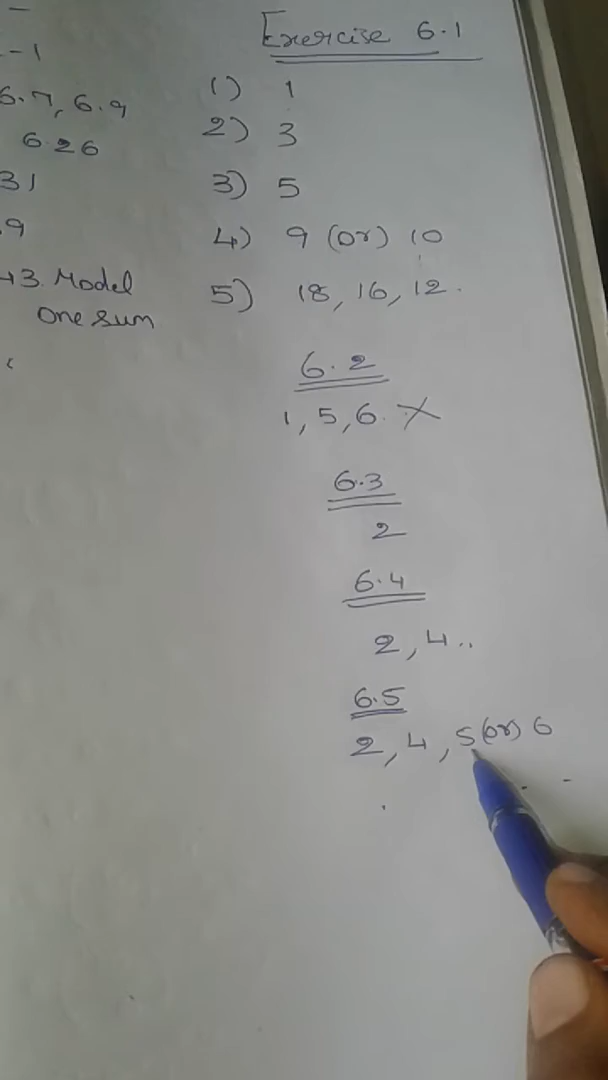 -1
6.7, 6.9
6.26
31
.9
3. Model
One sum
Exercise 6.1
1) 1
2) 3
3) 5
4) 9 (or) 10
5) 18, 16, 12.
6.2
1, 5, 6. X
6.3
2
6.4
2, 4..
6.5
2, 4, 5 (or) 6